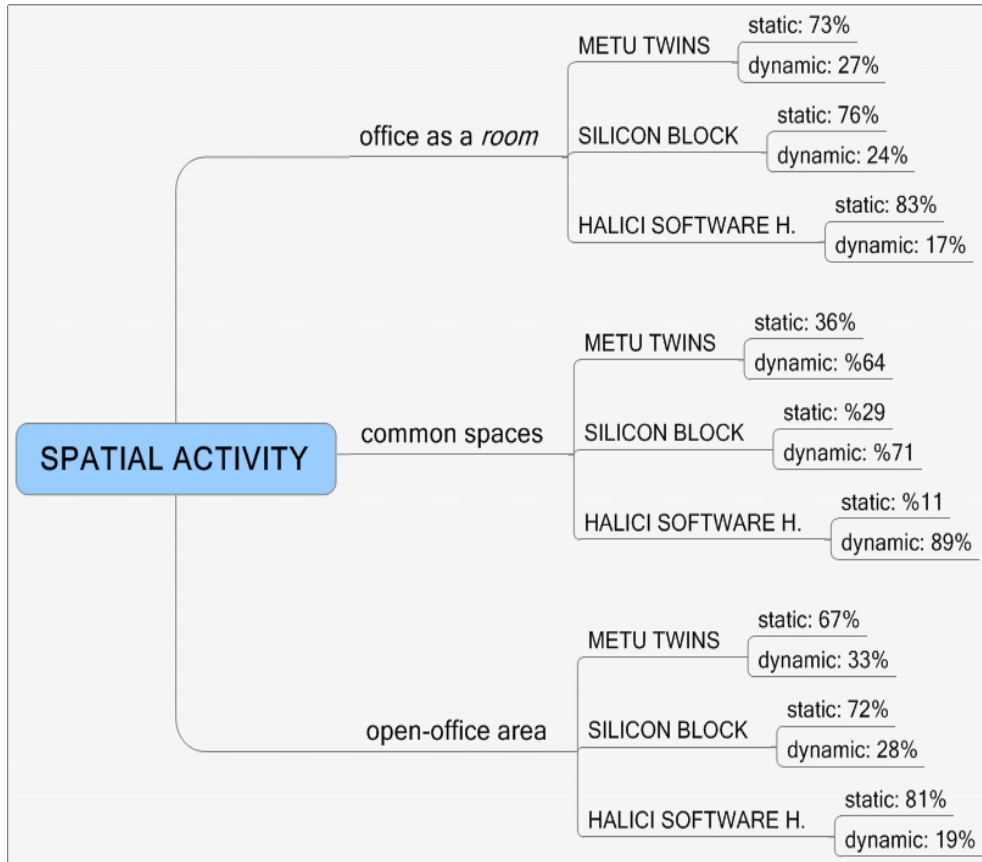 SPATIAL ACTIVITY
office as a room
METU TWINS
static: 73%
dynamic: 27%
SILICON BLOCK
static: 76%
dynamic: 24%
HALICI SOFTWARE H.
static: 83%
dynamic: 17%
common spaces
METU TWINS
static: 36%
dynamic: %64
SILICON BLOCK
static: %29
dynamic: %71
HALICI SOFTWARE H.
static: %11
dynamic: 89%
open-office area
METU TWINS
static: 67%
dynamic: 33%
SILICON BLOCK
static: 72%
dynamic: 28%
HALICI SOFTWARE H.
static: 81%
dynamic: 19%